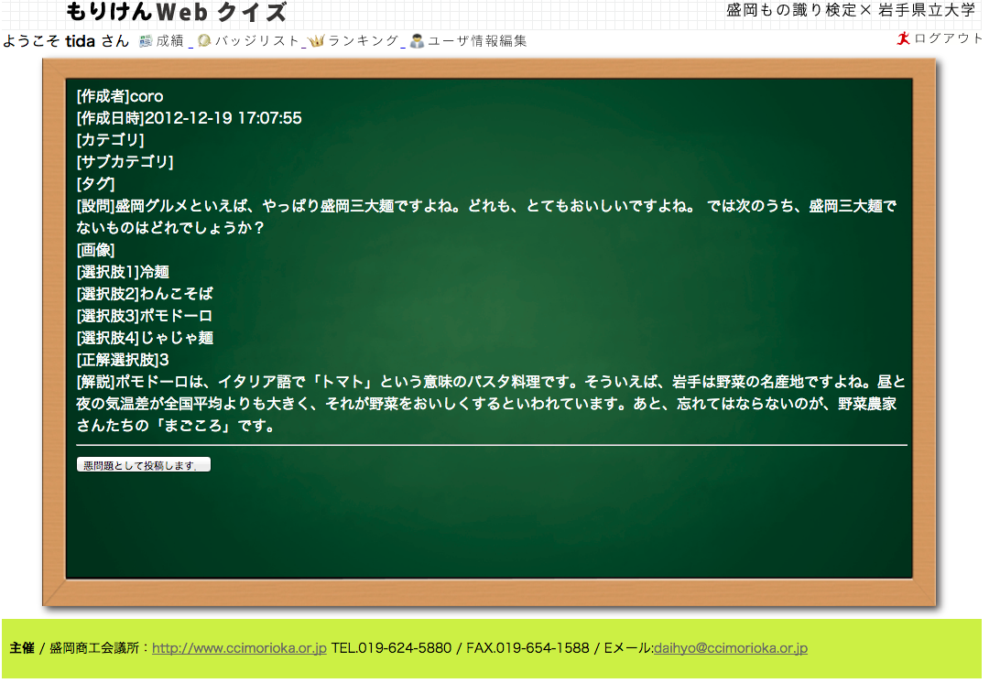 もりけんWeb クイズ
盛岡もの識り検定× 岩手県立大学
ようこそ tida さん 成績 バッジリスト ランキング ユーザ情報編集
ログアウト
[作成者]coro
[作成日時]2012-12-19 17:07:55
[カテゴリ]
[サブカテゴリ]
[タグ]
[設問]盛岡グルメといえば、やっぱり盛岡三大麺ですよね。どれも、とてもおいしいですよね。 では次のうち、盛岡三大麺で
ないものはどれでしょうか？
[画像]
[選択肢1]冷麺
[選択肢2]わんこそば
[選択肢3]ポモドーロ
[選択肢4]じゃじゃ麺
[正解選択肢]3
[解説]ポモドーロは、イタリア語で「トマト」という意味のパスタ料理です。そういえば、岩手は野菜の名産地ですよね。昼と
夜の気温差が全国平均よりも大きく、それが野菜をおいしくするといわれています。あと、忘れてはならないのが、野菜農家
さんたちの「まごころ」です。
悪問題として投稿します。
主催 / 盛岡商工会議所：http://www.ccimorioka.or.jp TEL.019-624-5880 / FAX.019-654-1588 / Eメール:daihyo@ccimorioka.or.jp